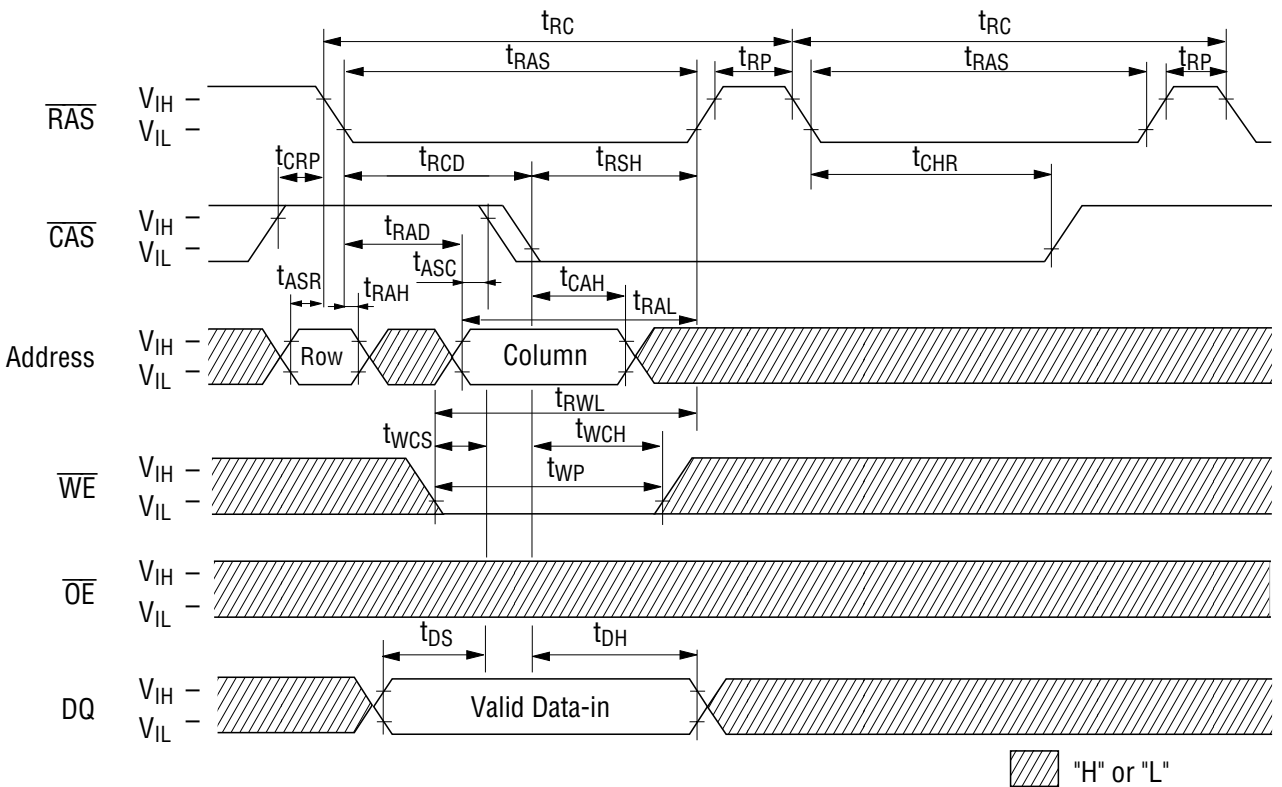 tRC tRC
tRAS tRP tRAS tRP
RAS VIH –
VIL –
tCRP tRCD tRSH tCHR
CAS VIH –
VIL –
tRAD
tASR tRAH tASC tCAH
tRAL
Address VIH –
VIL –
Row Column
tRWL
tWCS tWCH
WE VIH –
VIL –
tWP
OE VIH –
VIL –
tDS tDH
DQ VIH –
VIL –
Valid Data-in
"H" or "L"